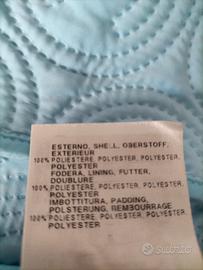 ESTERNO, SHELL, OBERSTOFF,
EXTERIEUR
100% POLIESTERE, POLYESTER, POLYESTER,
POLYESTER
FODERA, LINING, FUTTER,
DOUBLURE
100% POLIESTERE, POLYESTER, POLYESTER,
POLYESTER
IMBOTTITURA, PADDING,
POLSTERUNG, REMBOURRAGE
100% POLIESTERE, POLYESTER, POLYESTER,
POLYESTER
subito